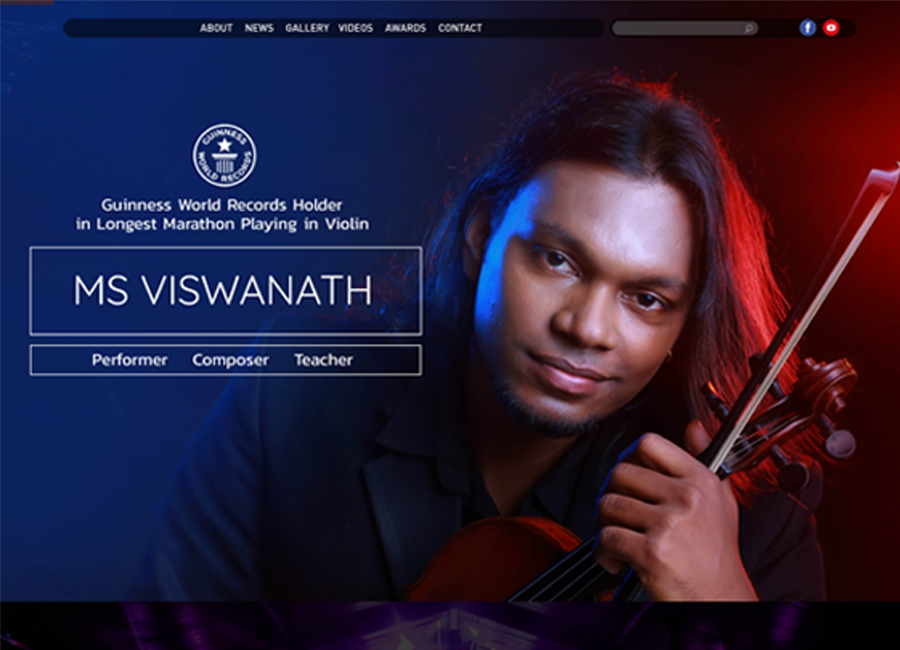 ABOUT NEWS GALLERY VIDEOS AWARDS CONTACT
GUINNESS
WORLD RECORDS
Guinness World Records Holder
in Longest Marathon Playing in Violin
MS VISWANATH
Performer Composer Teacher